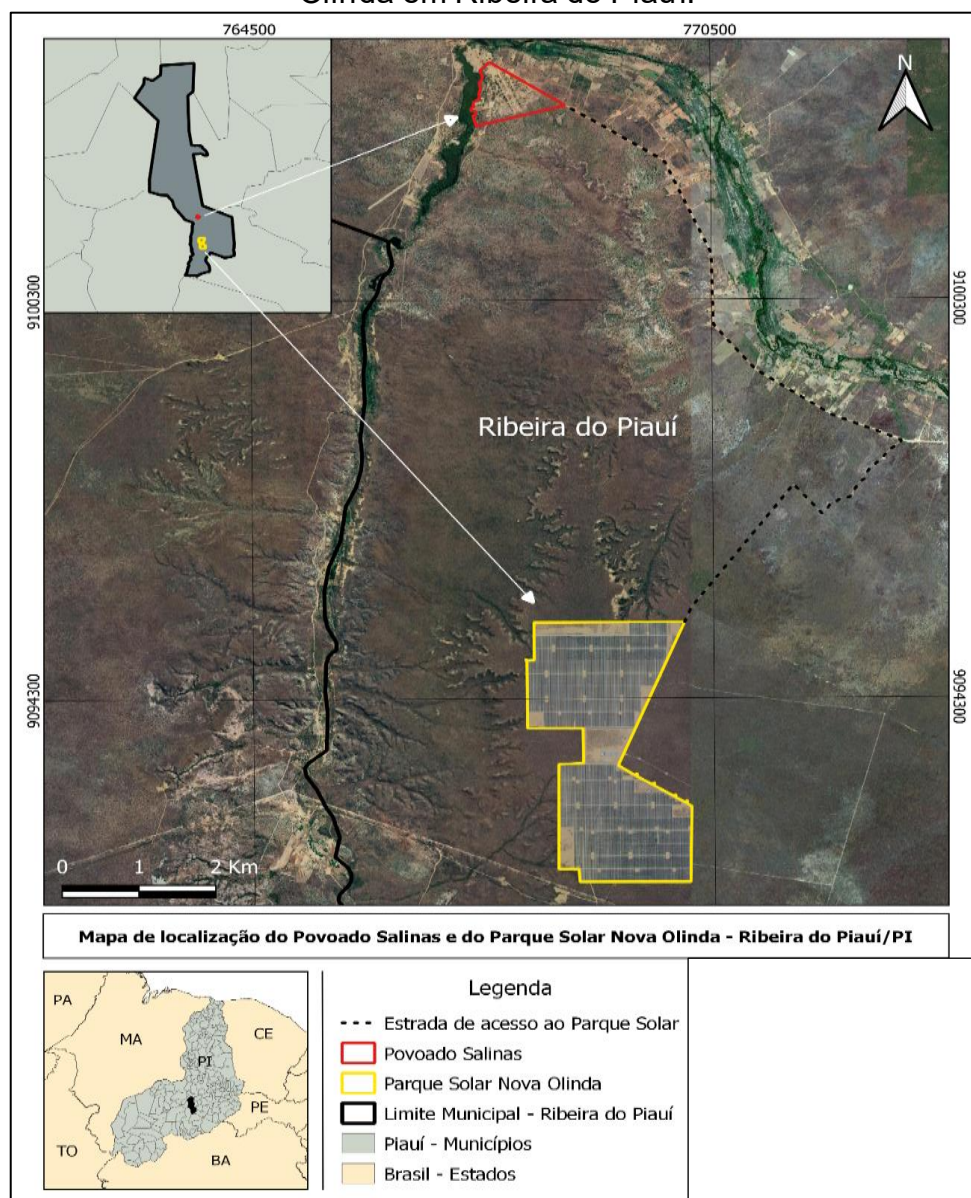 Olinda em Ribeira do Piauí.
764500
770500
N
9100300
9100300
Ribeira do Piauí
9094300
9094300
0 1 2 Km
Mapa de localização do Povoado Salinas e do Parque Solar Nova Olinda - Ribeira do Piauí/PI
PA
MA
CE
PI
PE
TO
BA
Legenda
Estrada de acesso ao Parque Solar
Povoado Salinas
Parque Solar Nova Olinda
Limite Municipal - Ribeira do Piauí
Piauí - Municípios
Brasil - Estados